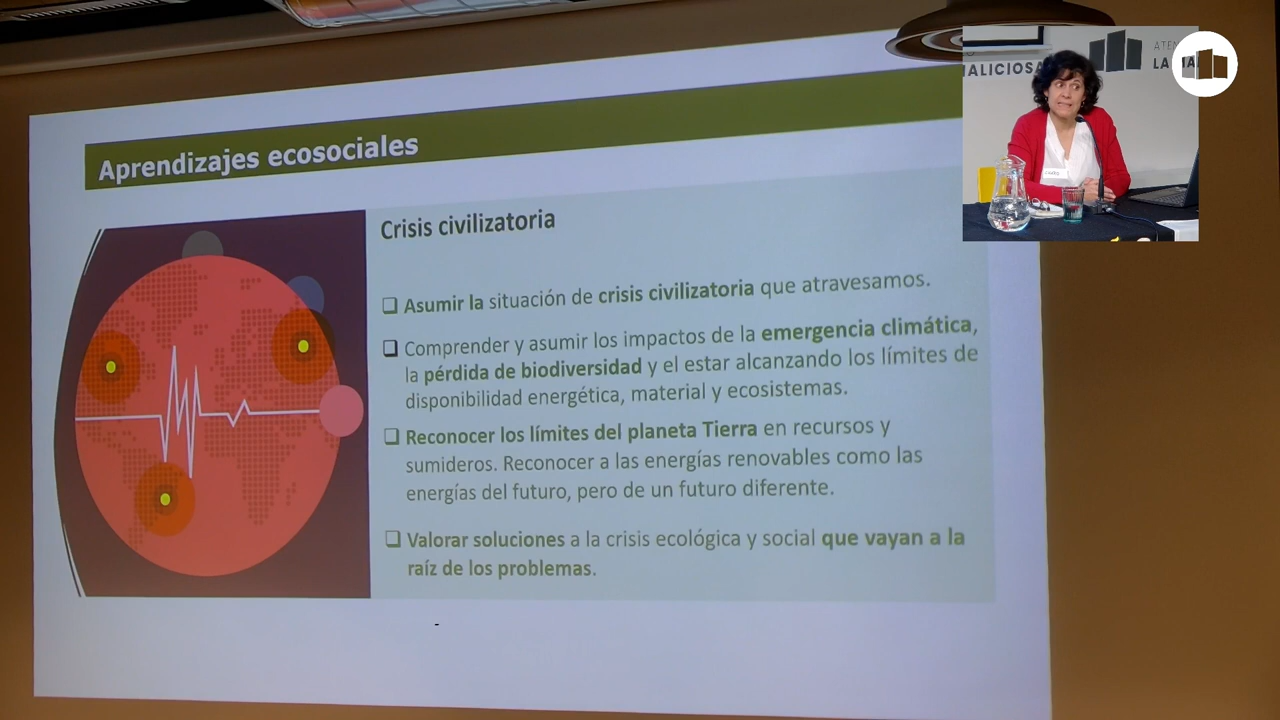 Aprendizajes ecosociales
Crisis civilizatoria
❑ Asumir la situación de crisis civilizatoria que atravesamos.
❑ Comprender y asumir los impactos de la emergencia climática,
la pérdida de biodiversidad y el estar alcanzando los límites de
disponibilidad energética, material y ecosistemas.
❑ Reconocer los límites del planeta Tierra en recursos y
sumideros. Reconocer a las energías renovables como las
energías del futuro, pero de un futuro diferente.
❑ Valorar soluciones a la crisis ecológica y social que vayan a la
raíz de los problemas.
MALICIOSA
LA